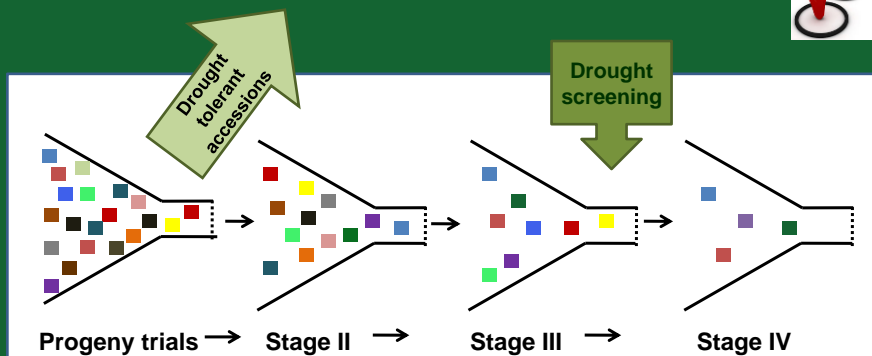 Drought
tolerant
accessions
Drought
screening
Progeny trials
Stage II
Stage III
Stage IV